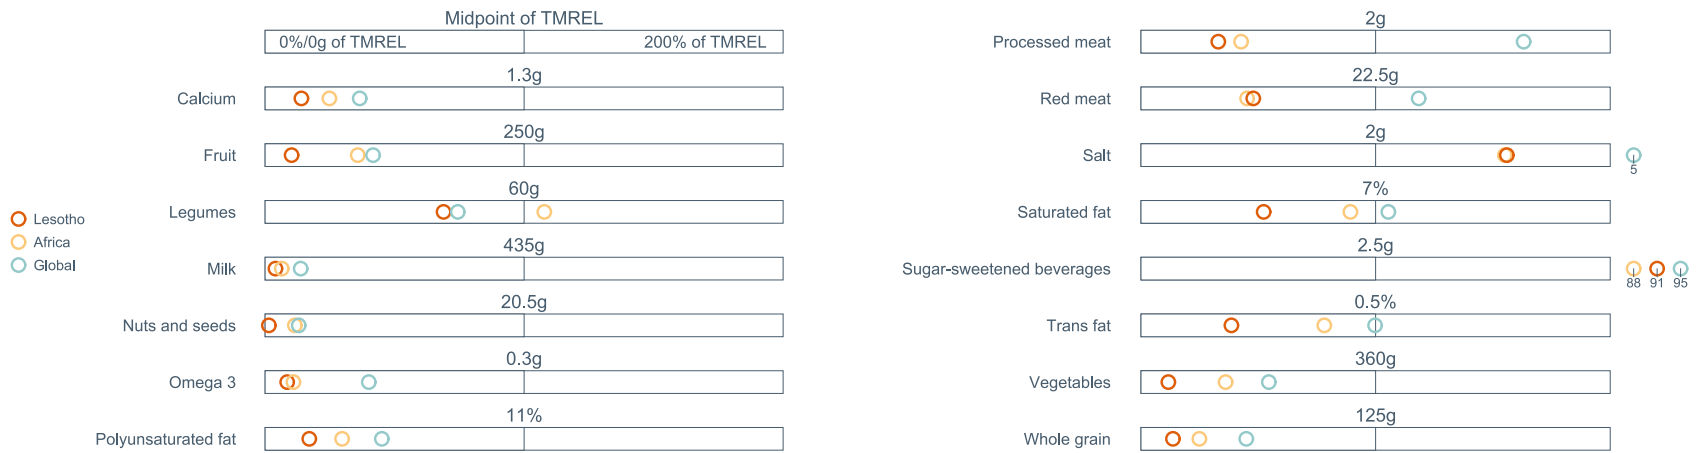 Midpoint of TMREL
0%/0g of TMREL 200% of TMREL
1.3g
Calcium
250g
Fruit
60g
Legumes
435g
Milk
20.5g
Nuts and seeds
0.3g
Omega 3
11%
Polyunsaturated fat
Lesotho
Africa
Global
2g
Processed meat
22.5g
Red meat
2g
Salt
5
7%
Saturated fat
2.5g
Sugar-sweetened beverages
88 91 95
0.5%
Trans fat
360g
Vegetables
125g
Whole grain